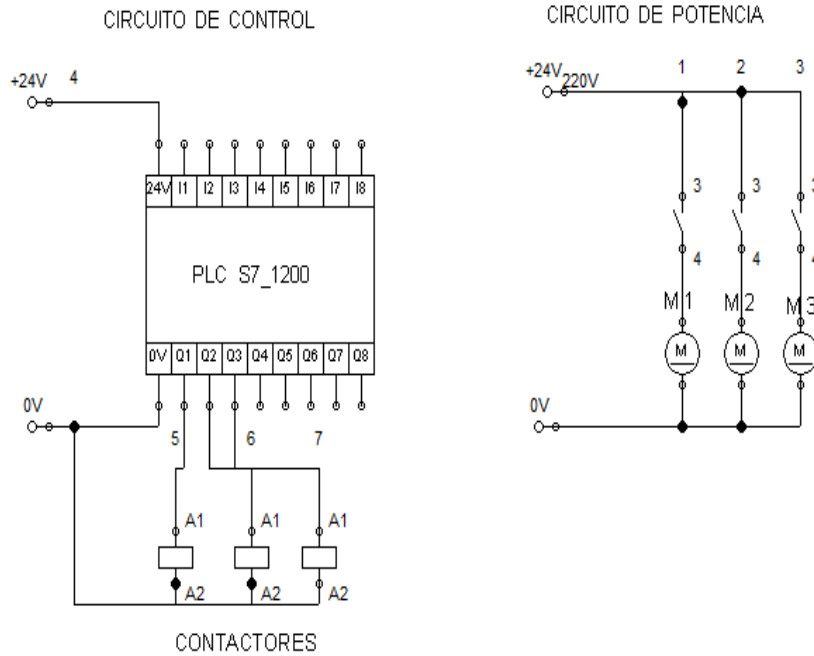 CIRCUITO DE CONTROL
+24V 4
24V I1 I2 I3 I4 I5 I6 I7 I8
PLC S7_1200
0V Q1 Q2 Q3 Q4 Q5 Q6 Q7 Q8
0V
5 6 7
A1 A1 A1
A2 A2 A2
CONTACTORES
CIRCUITO DE POTENCIA
+24V 220V 1 2 3
3 3 3
4 4 4
M1 M2 M3
M M M
0V